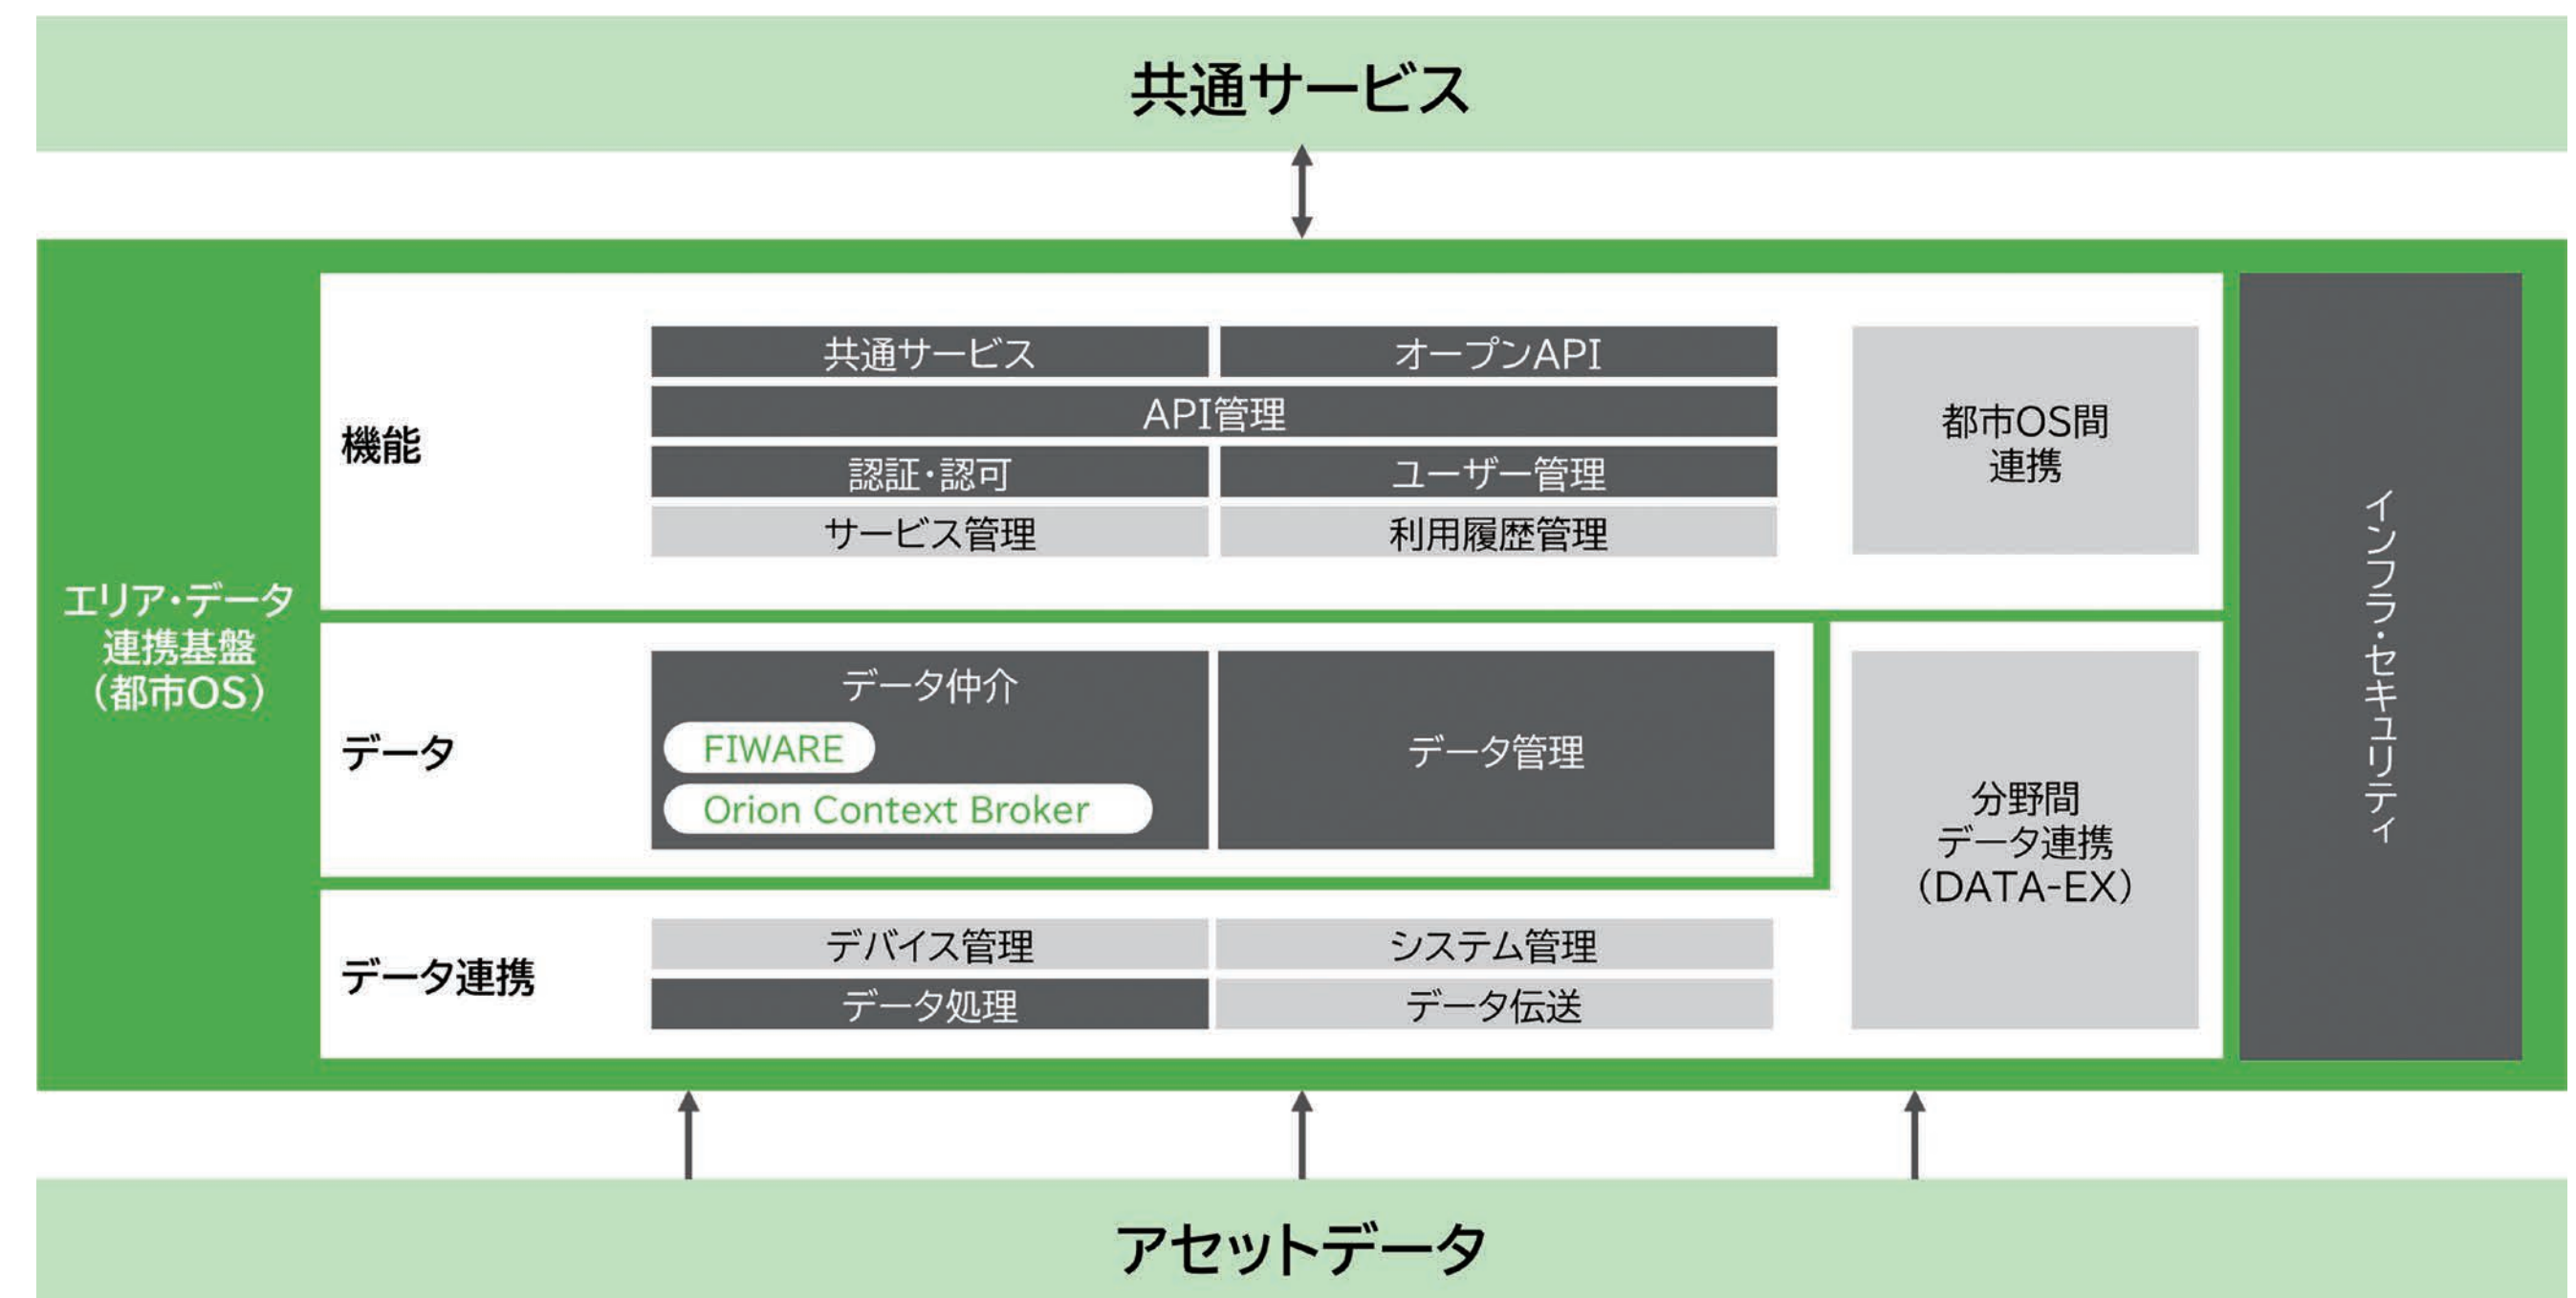 共通サービス
エリア・データ
連携基盤
（都市OS）
機能
共通サービス
オープンAPI
API管理
認証・認可
ユーザー管理
サービス管理
利用履歴管理
都市OS間
連携
データ
データ仲介
FIWARE
Orion Context Broker
データ管理
分野間
データ連携
（DATA-EX）
データ連携
デバイス管理
システム管理
データ処理
データ伝送
インフラ・セキュリティ
アセットデータ